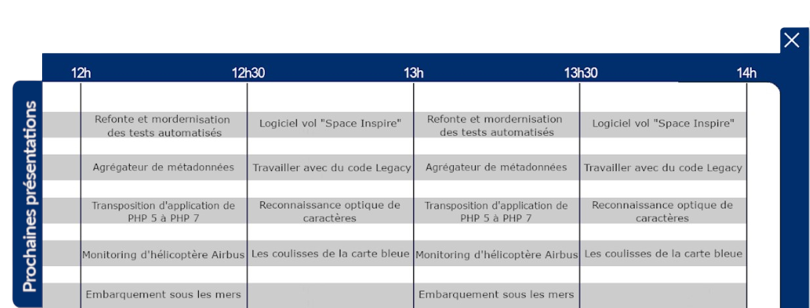 12h 12h30 13h 13h30 14h
Prochaines présentations
Refonte et mordernisation
des tests automatisés
Logiciel vol "Space Inspire"
Refonte et mordernisation
des tests automatisés
Logiciel vol "Space Inspire"
Agrégateur de métadonnées
Travailler avec du code Legacy
Agrégateur de métadonnées
Travailler avec du code Legacy
Transposition d'application de
PHP 5 à PHP 7
Reconnaissance optique de
caractères
Transposition d'application de
PHP 5 à PHP 7
Reconnaissance optique de
caractères
Monitoring d'hélicoptère Airbus
Les coulisses de la carte bleue
Monitoring d'hélicoptère Airbus
Les coulisses de la carte bleue
Embarquement sous les mers
Embarquement sous les mers